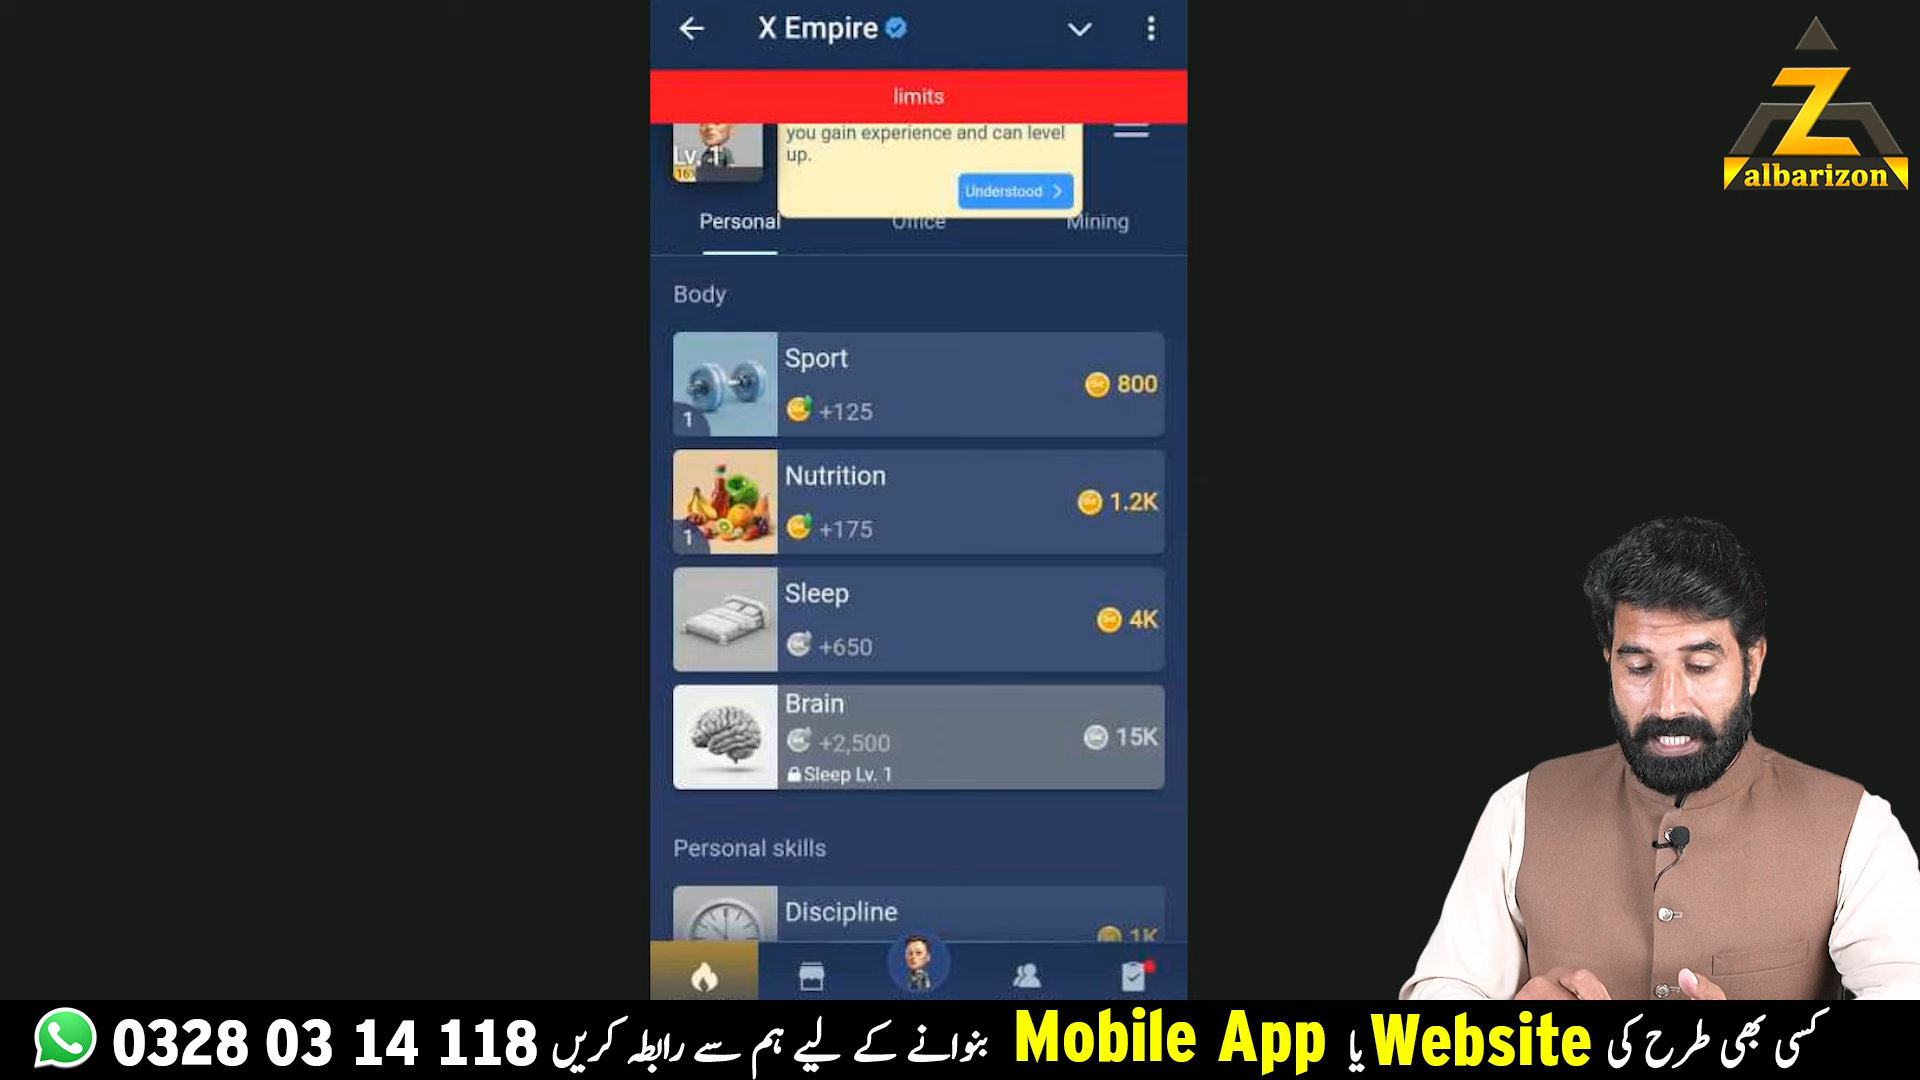 X Empire
limits
you gain experience and can level
up.
Lv. 1
16%
Understood
Personal
Office
Mining
Body
Sport
800
+125
1
Nutrition
1.2K
+175
1
Sleep
4K
+650
Brain
+2,500
15K
Sleep Lv. 1
Personal skills
Discipline
1K
Z
albarizon
کسی بھی طرح کی Website یا Mobile App بنوانے کے لیے ہم سے رابطہ کریں 0328 03 14 118